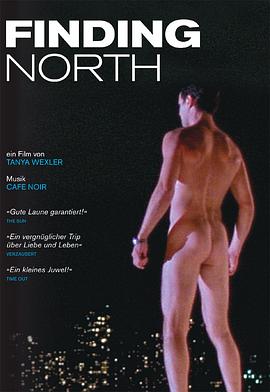 FINDING
NORTH
ein Film von
TANYA WEXLER
Musik
CAFE NOIR
»Gute Laune garantiert!«
THE SUN
»Ein vergnüglicher Trip
über Liebe und Leben«
VERZAUBERT
»Ein kleines Juwel!«
TIME OUT